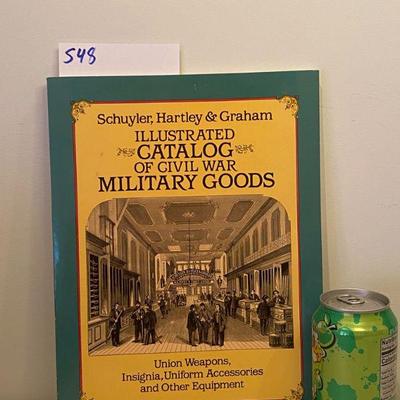 548
Schuyler, Hartley & Graham
ILLUSTRATED
CATALOG
OF CIVIL WAR
MILITARY GOODS
Union Weapons,
Insignia, Uniform Accessories
and Other Equipment